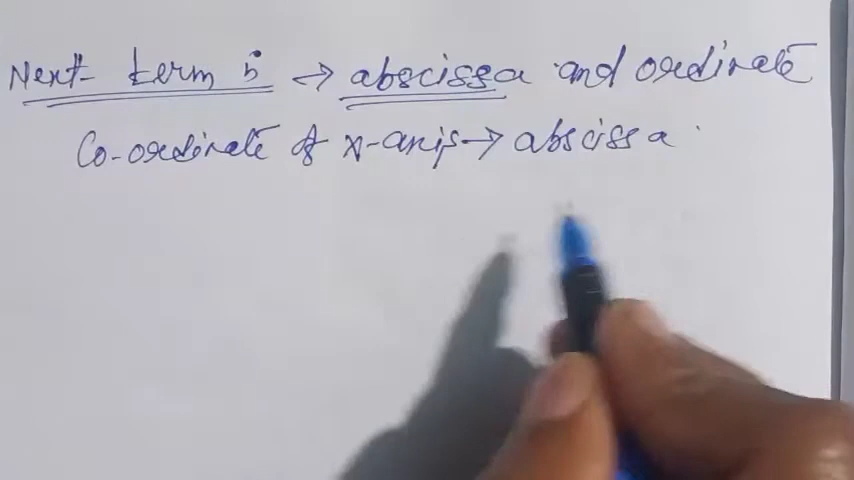 Next term is → abscissa and ordinate
Co-ordinate of x-axis → abscissa